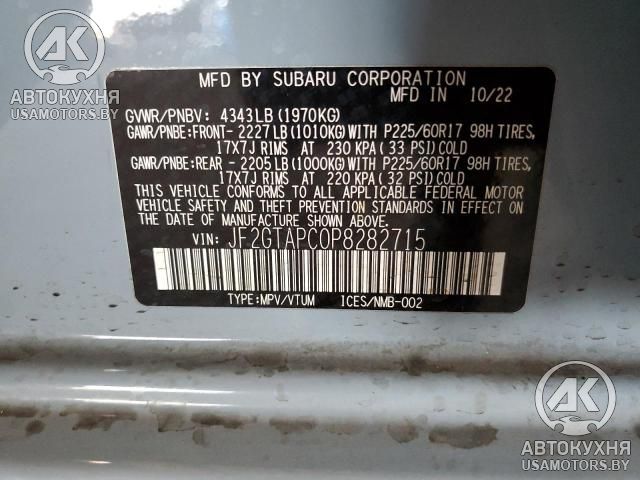 AK
АВТОКУХНЯ
USAMOTORS.BY
MFD BY SUBARU CORPORATION
MFD IN 10/22
GVWR/PNBV: 4343LB(1970KG)
GAWR/PNBE:FRONT- 2227LB(1010KG)WITH P225/60R17 98H TIRES,
17X7J RIMS AT 230 KPA( 33 PSI)COLD
GAWR/PNBE:REAR - 2205LB(1000KG)WITH P225/60R17 98H TIRES,
17X7J RIMS AT 220 KPA( 32 PSI)COLD
THIS VEHICLE CONFORMS TO ALL APPLICABLE FEDERAL MOTOR
VEHICLE SAFETY AND THEFT PREVENTION STANDARDS IN EFFECT ON
THE DATE OF MANUFACTURE SHOWN ABOVE.
VIN: JF2GTAPC0P8282715
TYPE:MPV/VTUM ICES/NMB-002
AK
АВТОКУХНЯ
USAMOTORS.BY